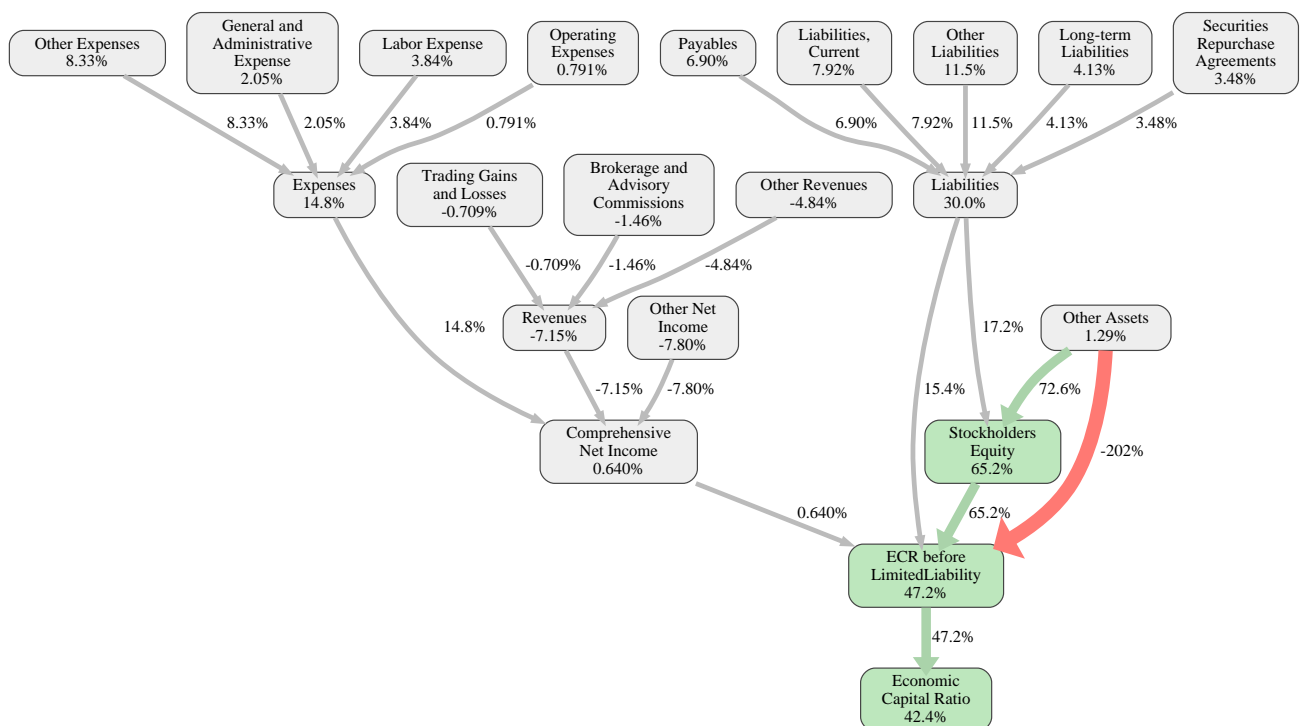 Other Expenses
8.33%
General and
Administrative
Expense
2.05%
Labor Expense
3.84%
Operating
Expenses
0.791%
Payables
6.90%
Liabilities,
Current
7.92%
Other
Liabilities
11.5%
Long-term
Liabilities
4.13%
Securities
Repurchase
Agreements
3.48%
8.33%
2.05%
3.84%
0.791%
6.90%
7.92%
11.5%
4.13%
3.48%
Expenses
14.8%
Trading Gains
and Losses
-0.709%
Brokerage and
Advisory
Commissions
-1.46%
Other Revenues
-4.84%
Liabilities
30.0%
-0.709%
-1.46%
-4.84%
14.8%
Revenues
-7.15%
Other Net
Income
-7.80%
17.2%
Other Assets
1.29%
-7.15%
-7.80%
15.4%
72.6%
Comprehensive
Net Income
0.640%
Stockholders
Equity
65.2%
-202%
0.640%
65.2%
ECR before
LimitedLiability
47.2%
47.2%
Economic
Capital Ratio
42.4%